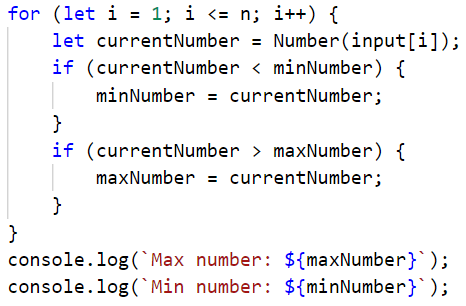 for (let i = 1; i <= n; i++) {
    let currentNumber = Number(input[i]);
    if (currentNumber < minNumber) {
        minNumber = currentNumber;
    }
    if (currentNumber > maxNumber) {
        maxNumber = currentNumber;
    }
}
console.log(`Max number: ${maxNumber}`);
console.log(`Min number: ${minNumber}`);